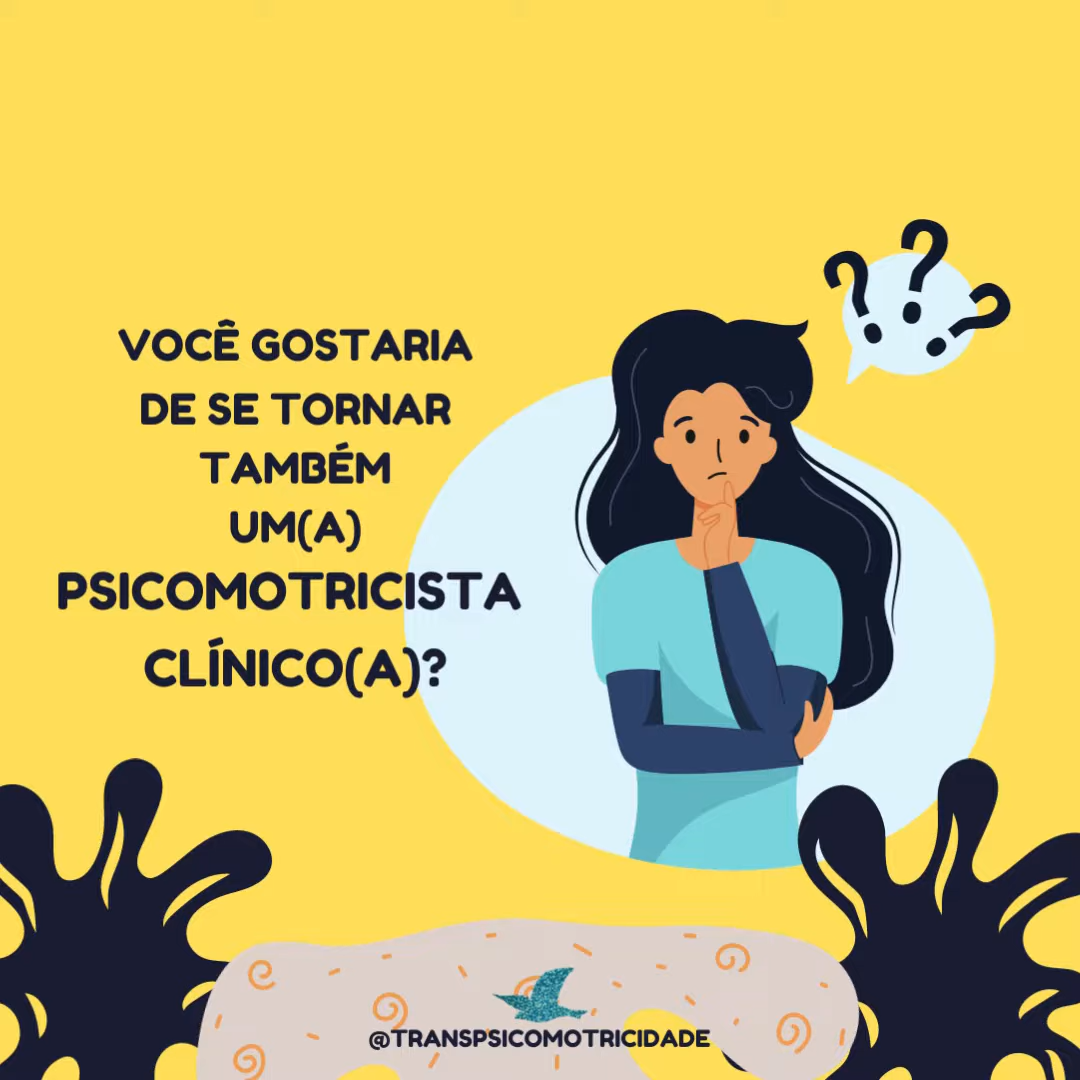 VOCÊ GOSTARIA
DE SE TORNAR
TAMBÉM
UM(A)
PSICOMOTRICISTA
CLÍNICO(A)?
???
@TRANSPSICOMOTRICIDADE